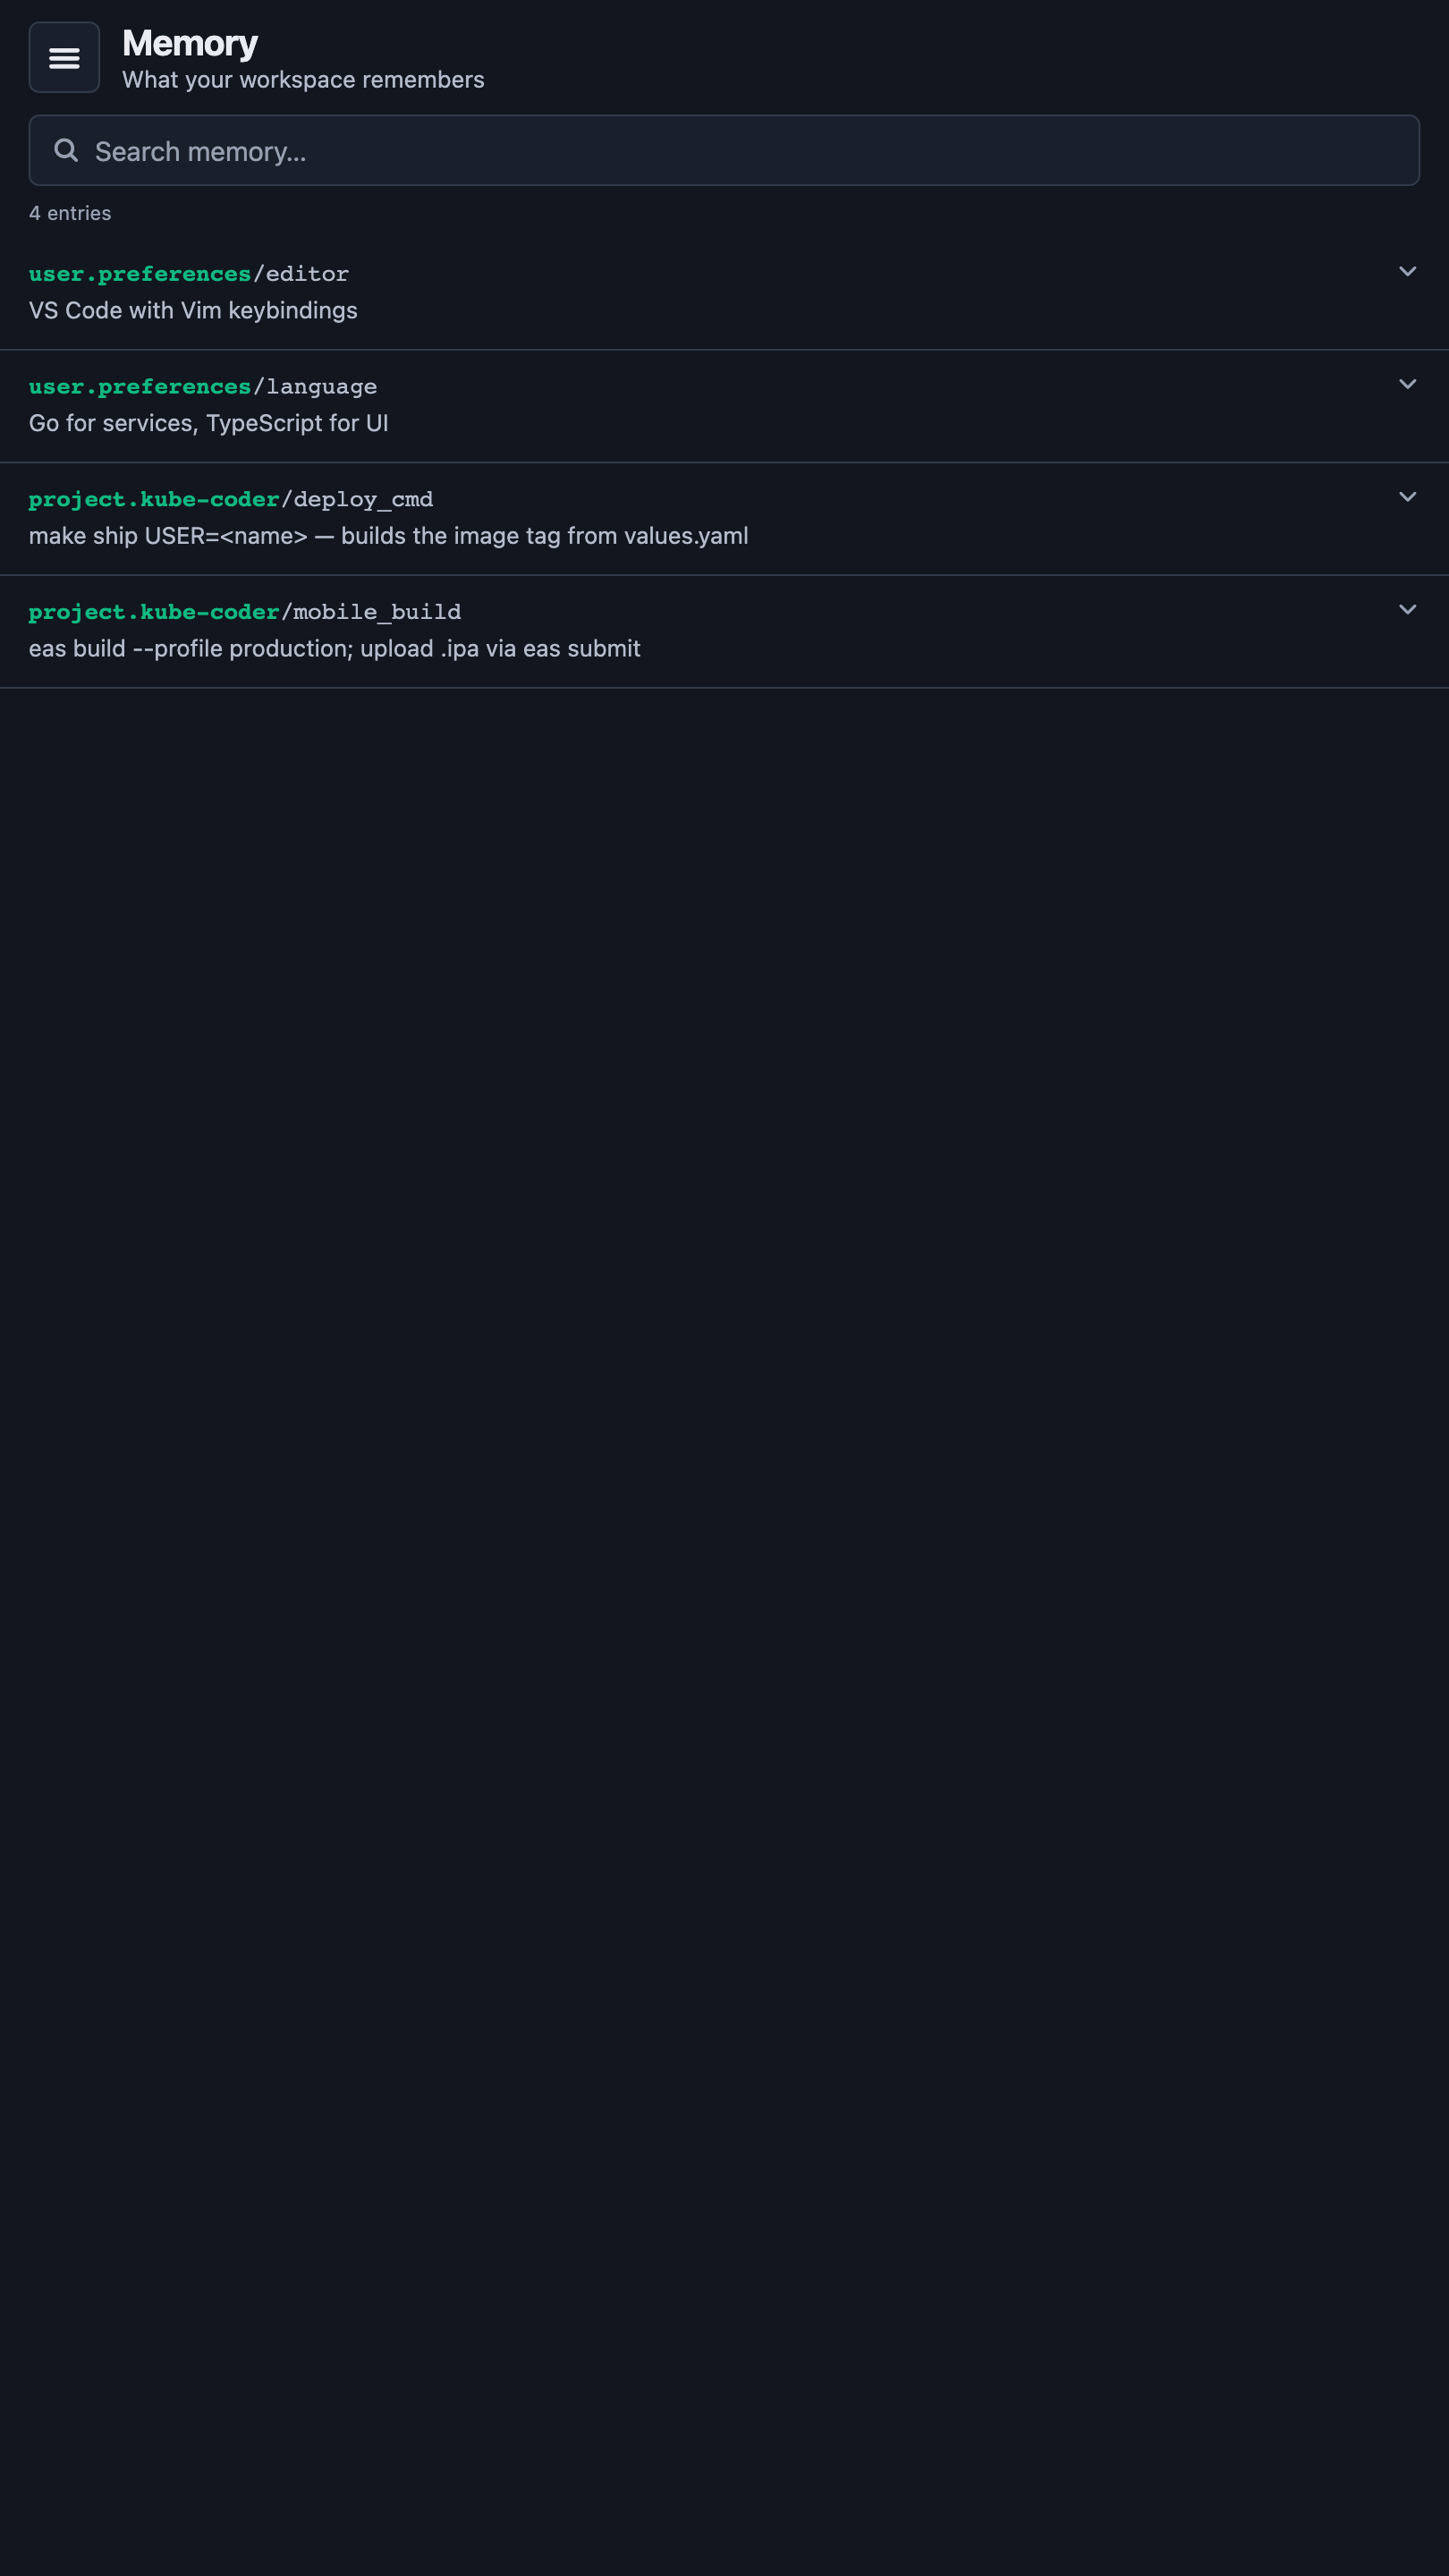 Memory
What your workspace remembers
Search memory...
4 entries
user.preferences/editor
VS Code with Vim keybindings
user.preferences/language
Go for services, TypeScript for UI
project.kube-coder/deploy_cmd
make ship USER=<name> — builds the image tag from values.yaml
project.kube-coder/mobile_build
eas build --profile production; upload .ipa via eas submit